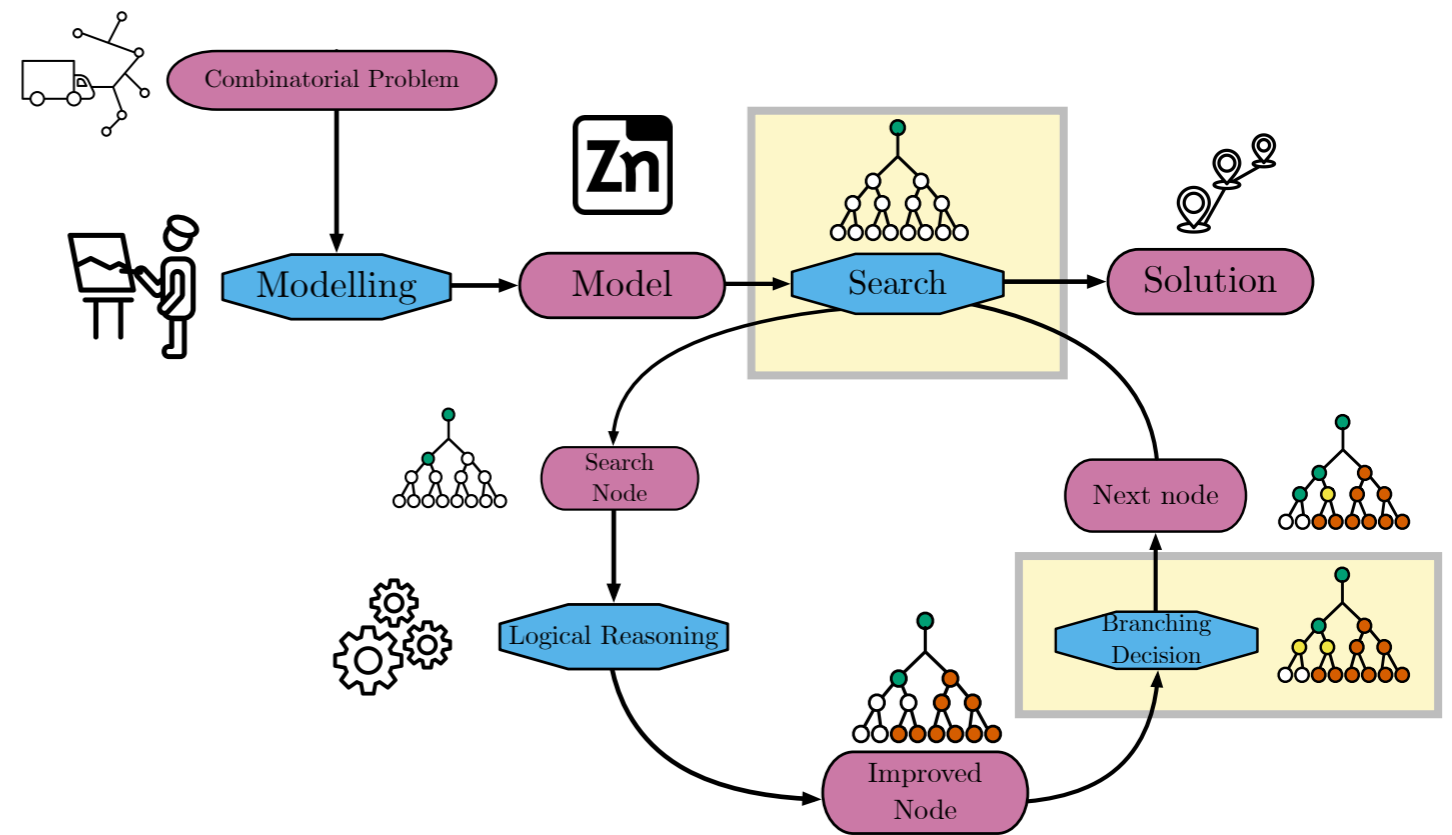 Combinatorial Problem
Zn
Modelling
Model
Search
Solution
Search
Node
Next node
Logical Reasoning
Branching
Decision
Improved
Node